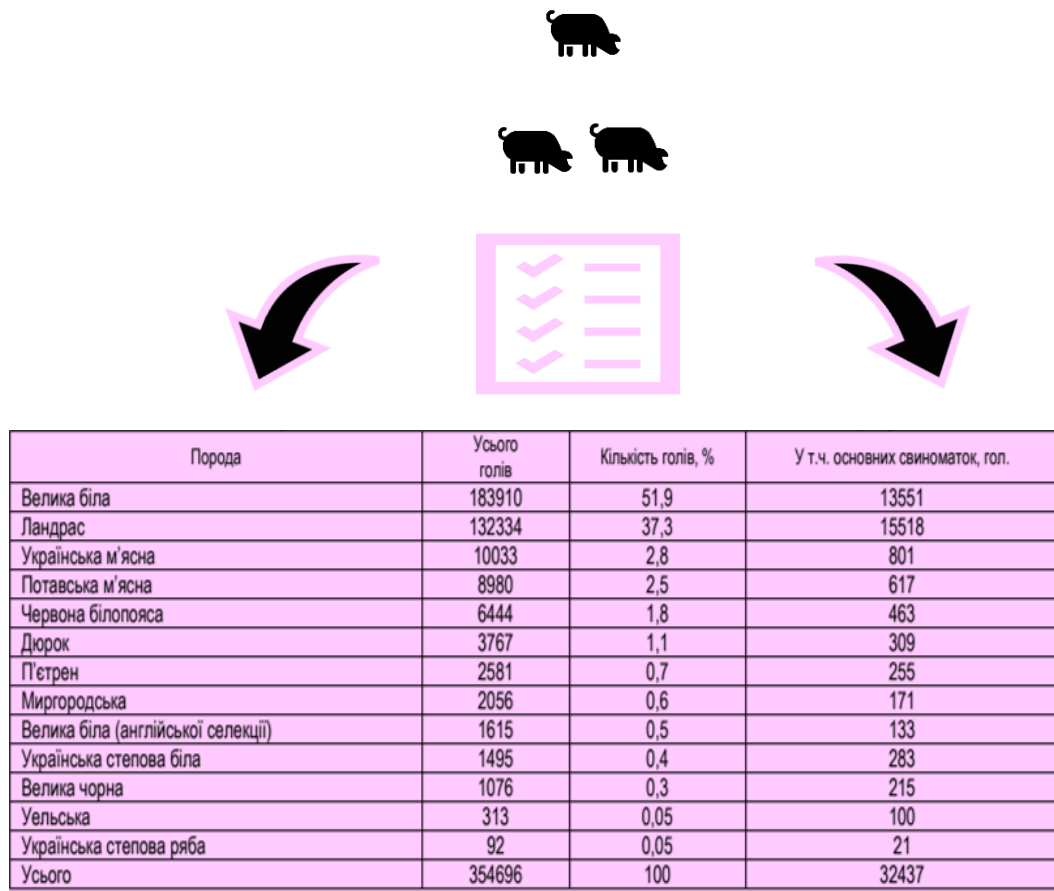 Порода Усього голів Кількість голів, % У т.ч. основних свиноматок, гол.
Велика біла 183910 51,9 13551
Ландрас 132334 37,3 15518
Українська м'ясна 10033 2,8 801
Потавська м'ясна 8980 2,5 617
Червона білопояса 6444 1,8 463
Дюрок 3767 1,1 309
П'єтрен 2581 0,7 255
Миргородська 2056 0,6 171
Велика біла (англійської селекції) 1615 0,5 133
Українська степова біла 1495 0,4 283
Велика чорна 1076 0,3 215
Уельська 313 0,05 100
Українська степова ряба 92 0,05 21
Усього 354696 100 32437